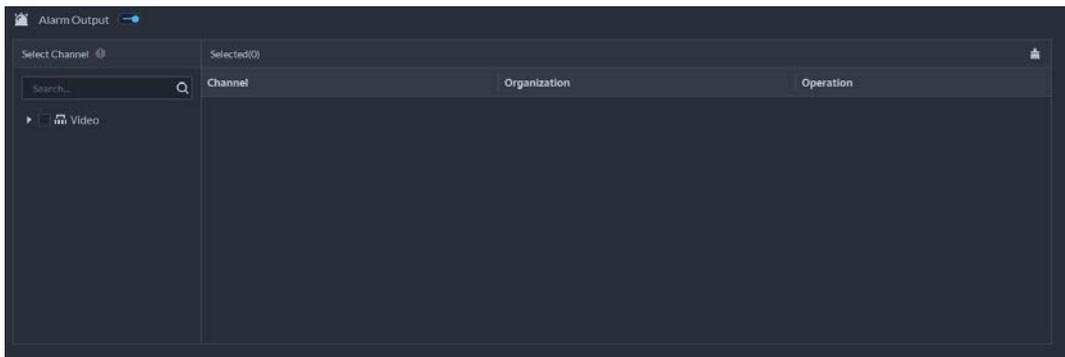 Alarm Output
Select Channel
Selected(0)
Search...
Channel
Organization
Operation
Video